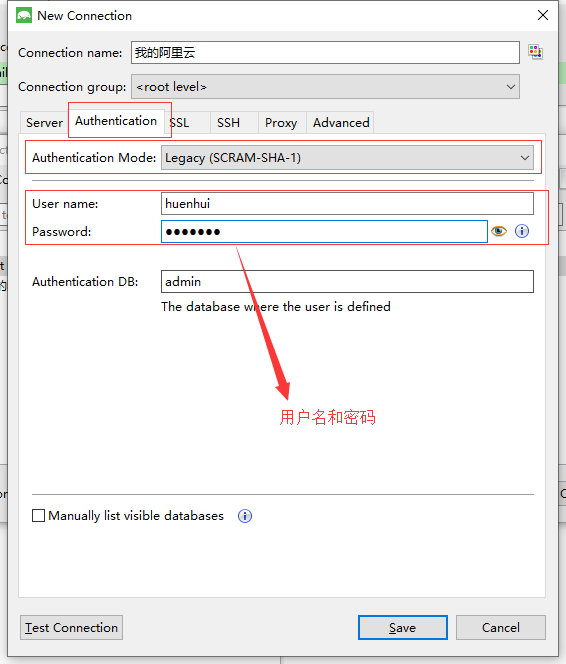 New Connection
Connection name: 我的阿里云
Connection group: <root level>
Server Authentication SSL SSH Proxy Advanced
Authentication Mode: Legacy (SCRAM-SHA-1)
User name: huenhui
Password: ●●●●●●●
Authentication DB: admin
The database where the user is defined
用户名和密码
Manually list visible databases
Test Connection Save Cancel